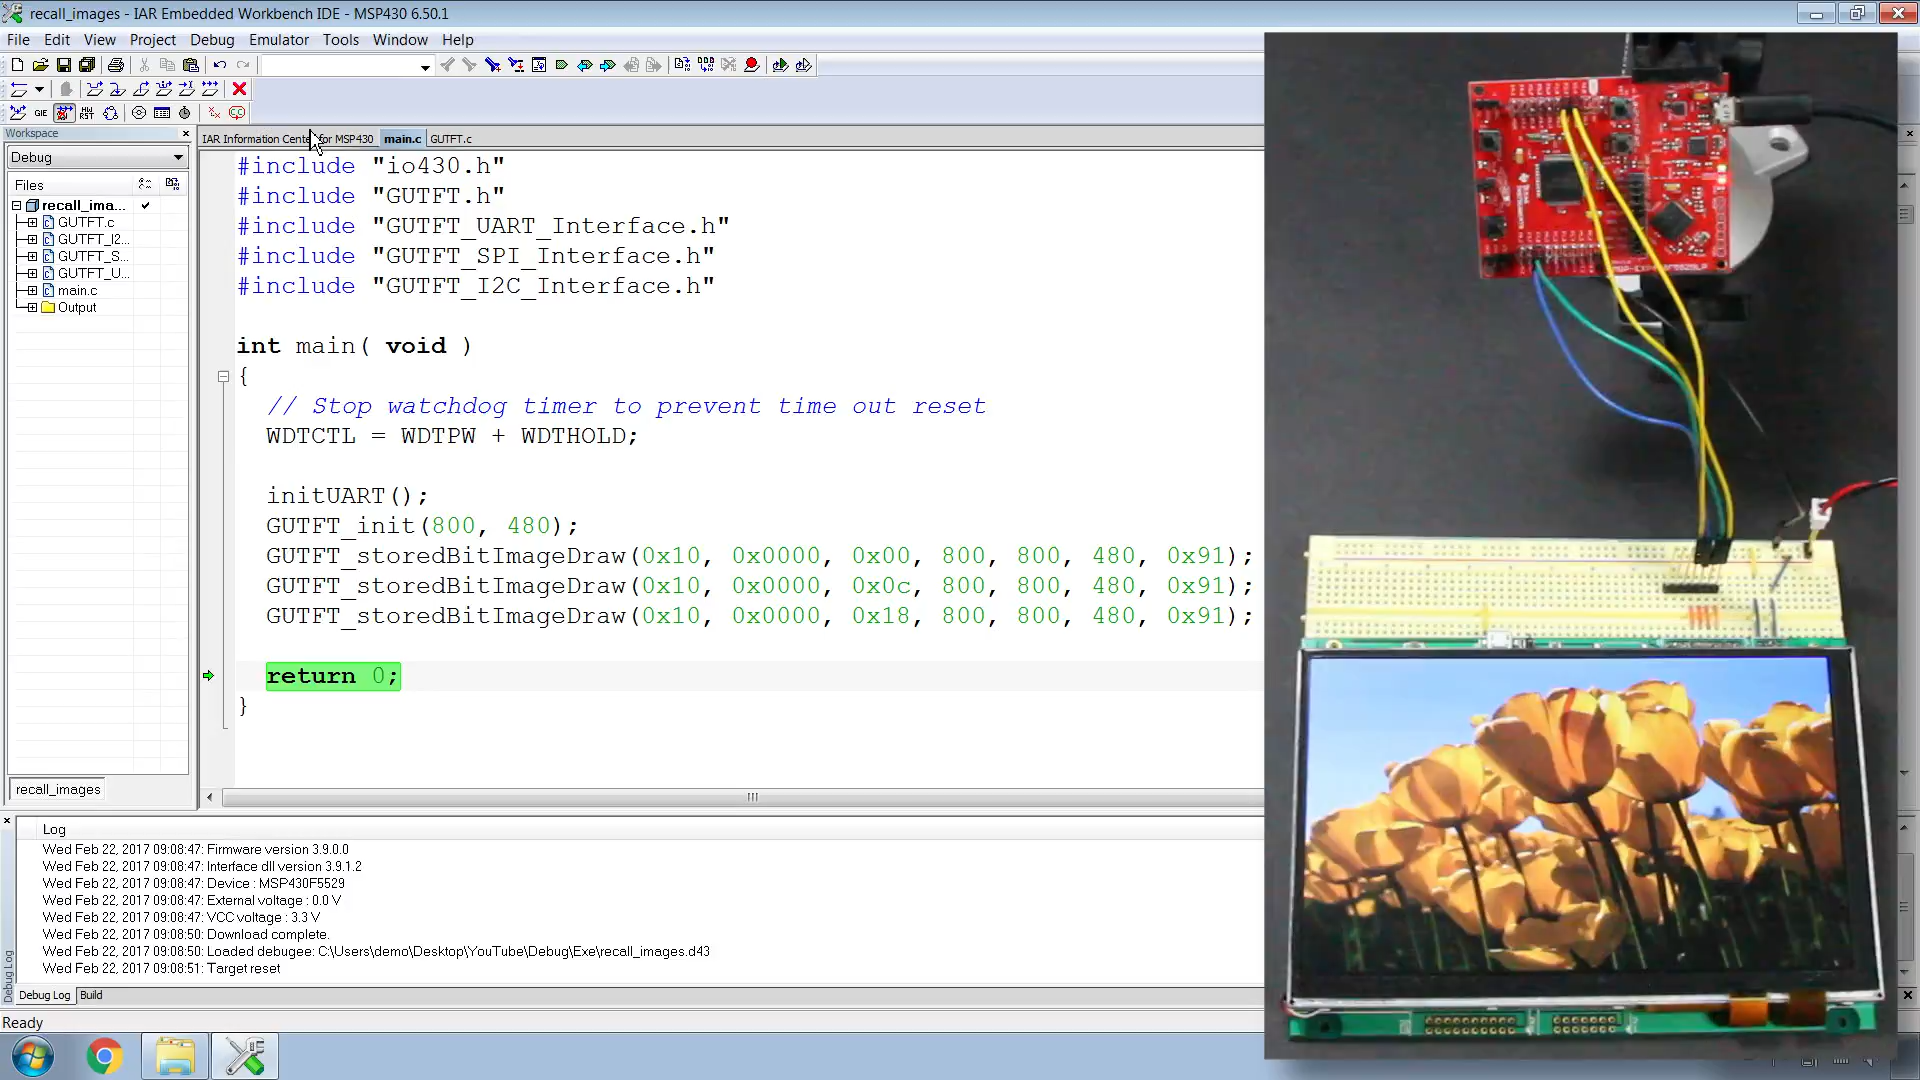 recall_images - IAR Embedded Workbench IDE - MSP430 6.50.1
File Edit View Project Debug Emulator Tools Window Help
GIE
Workspace
IAR Information Center for MSP430 main.c GUTFT.c
Debug
Files
recall_ima...
GUTFT.c
GUTFT_I2...
GUTFT_S...
GUTFT_U...
main.c
Output
recall_images
#include "io430.h"
#include "GUTFT.h"
#include "GUTFT_UART_Interface.h"
#include "GUTFT_SPI_Interface.h"
#include "GUTFT_I2C_Interface.h"
int main( void )
{
// Stop watchdog timer to prevent time out reset
WDTCTL = WDTPW + WDTHOLD;
initUART();
GUTFT_init(800, 480);
GUTFT_storedBitImageDraw(0x10, 0x0000, 0x00, 800, 800, 480, 0x91);
GUTFT_storedBitImageDraw(0x10, 0x0000, 0x0c, 800, 800, 480, 0x91);
GUTFT_storedBitImageDraw(0x10, 0x0000, 0x18, 800, 800, 480, 0x91);
return 0;
}
Log
Wed Feb 22, 2017 09:08:47: Firmware version 3.9.0.0
Wed Feb 22, 2017 09:08:47: Interface dll version 3.9.1.2
Wed Feb 22, 2017 09:08:47: Device : MSP430F5529
Wed Feb 22, 2017 09:08:47: External voltage : 0.0 V
Wed Feb 22, 2017 09:08:47: VCC voltage : 3.3 V
Wed Feb 22, 2017 09:08:50: Download complete.
Wed Feb 22, 2017 09:08:50: Loaded debugee: C:\Users\demo\Desktop\YouTube\Debug\Exe\recall_images.d43
Wed Feb 22, 2017 09:08:51: Target reset
Debug Log
Debug Log Build
Ready